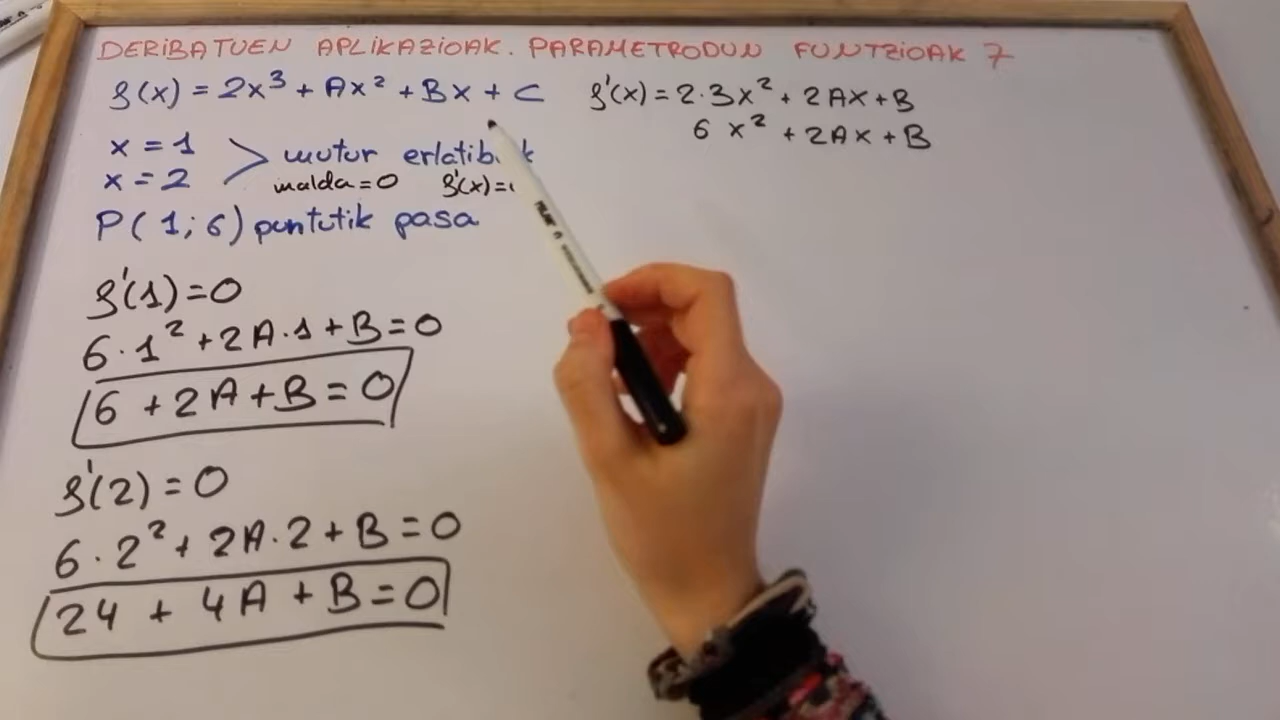 DERIBATUEN APLIKAZIOAK. PARAMETRODUN FUNTZIOAK 7
f(x) = 2x³ + Ax² + Bx + C
f'(x) = 2·3x² + 2Ax + B
6 x² + 2Ax + B
x = 1
x = 2
> mutur
malda = 0 f'(x) =
P(1; 6) puntutik pasa
f'(1) = 0
6·1² + 2A·1 + B = 0
6 + 2A + B = 0
f'(2) = 0
6·2² + 2A·2 + B = 0
24 + 4A + B = 0